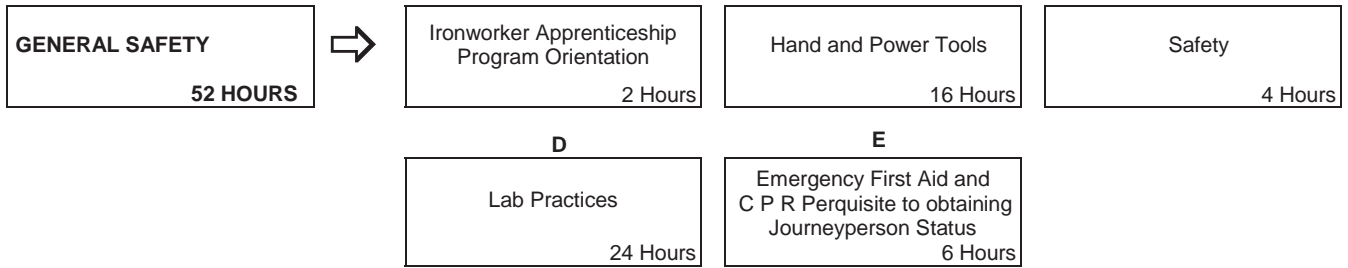 GENERAL SAFETY
52 HOURS
Ironworker Apprenticeship
Program Orientation
2 Hours
Hand and Power Tools
16 Hours
Safety
4 Hours
D
Lab Practices
24 Hours
E
Emergency First Aid and
C P R Perquisite to obtaining
Journeyperson Status
6 Hours